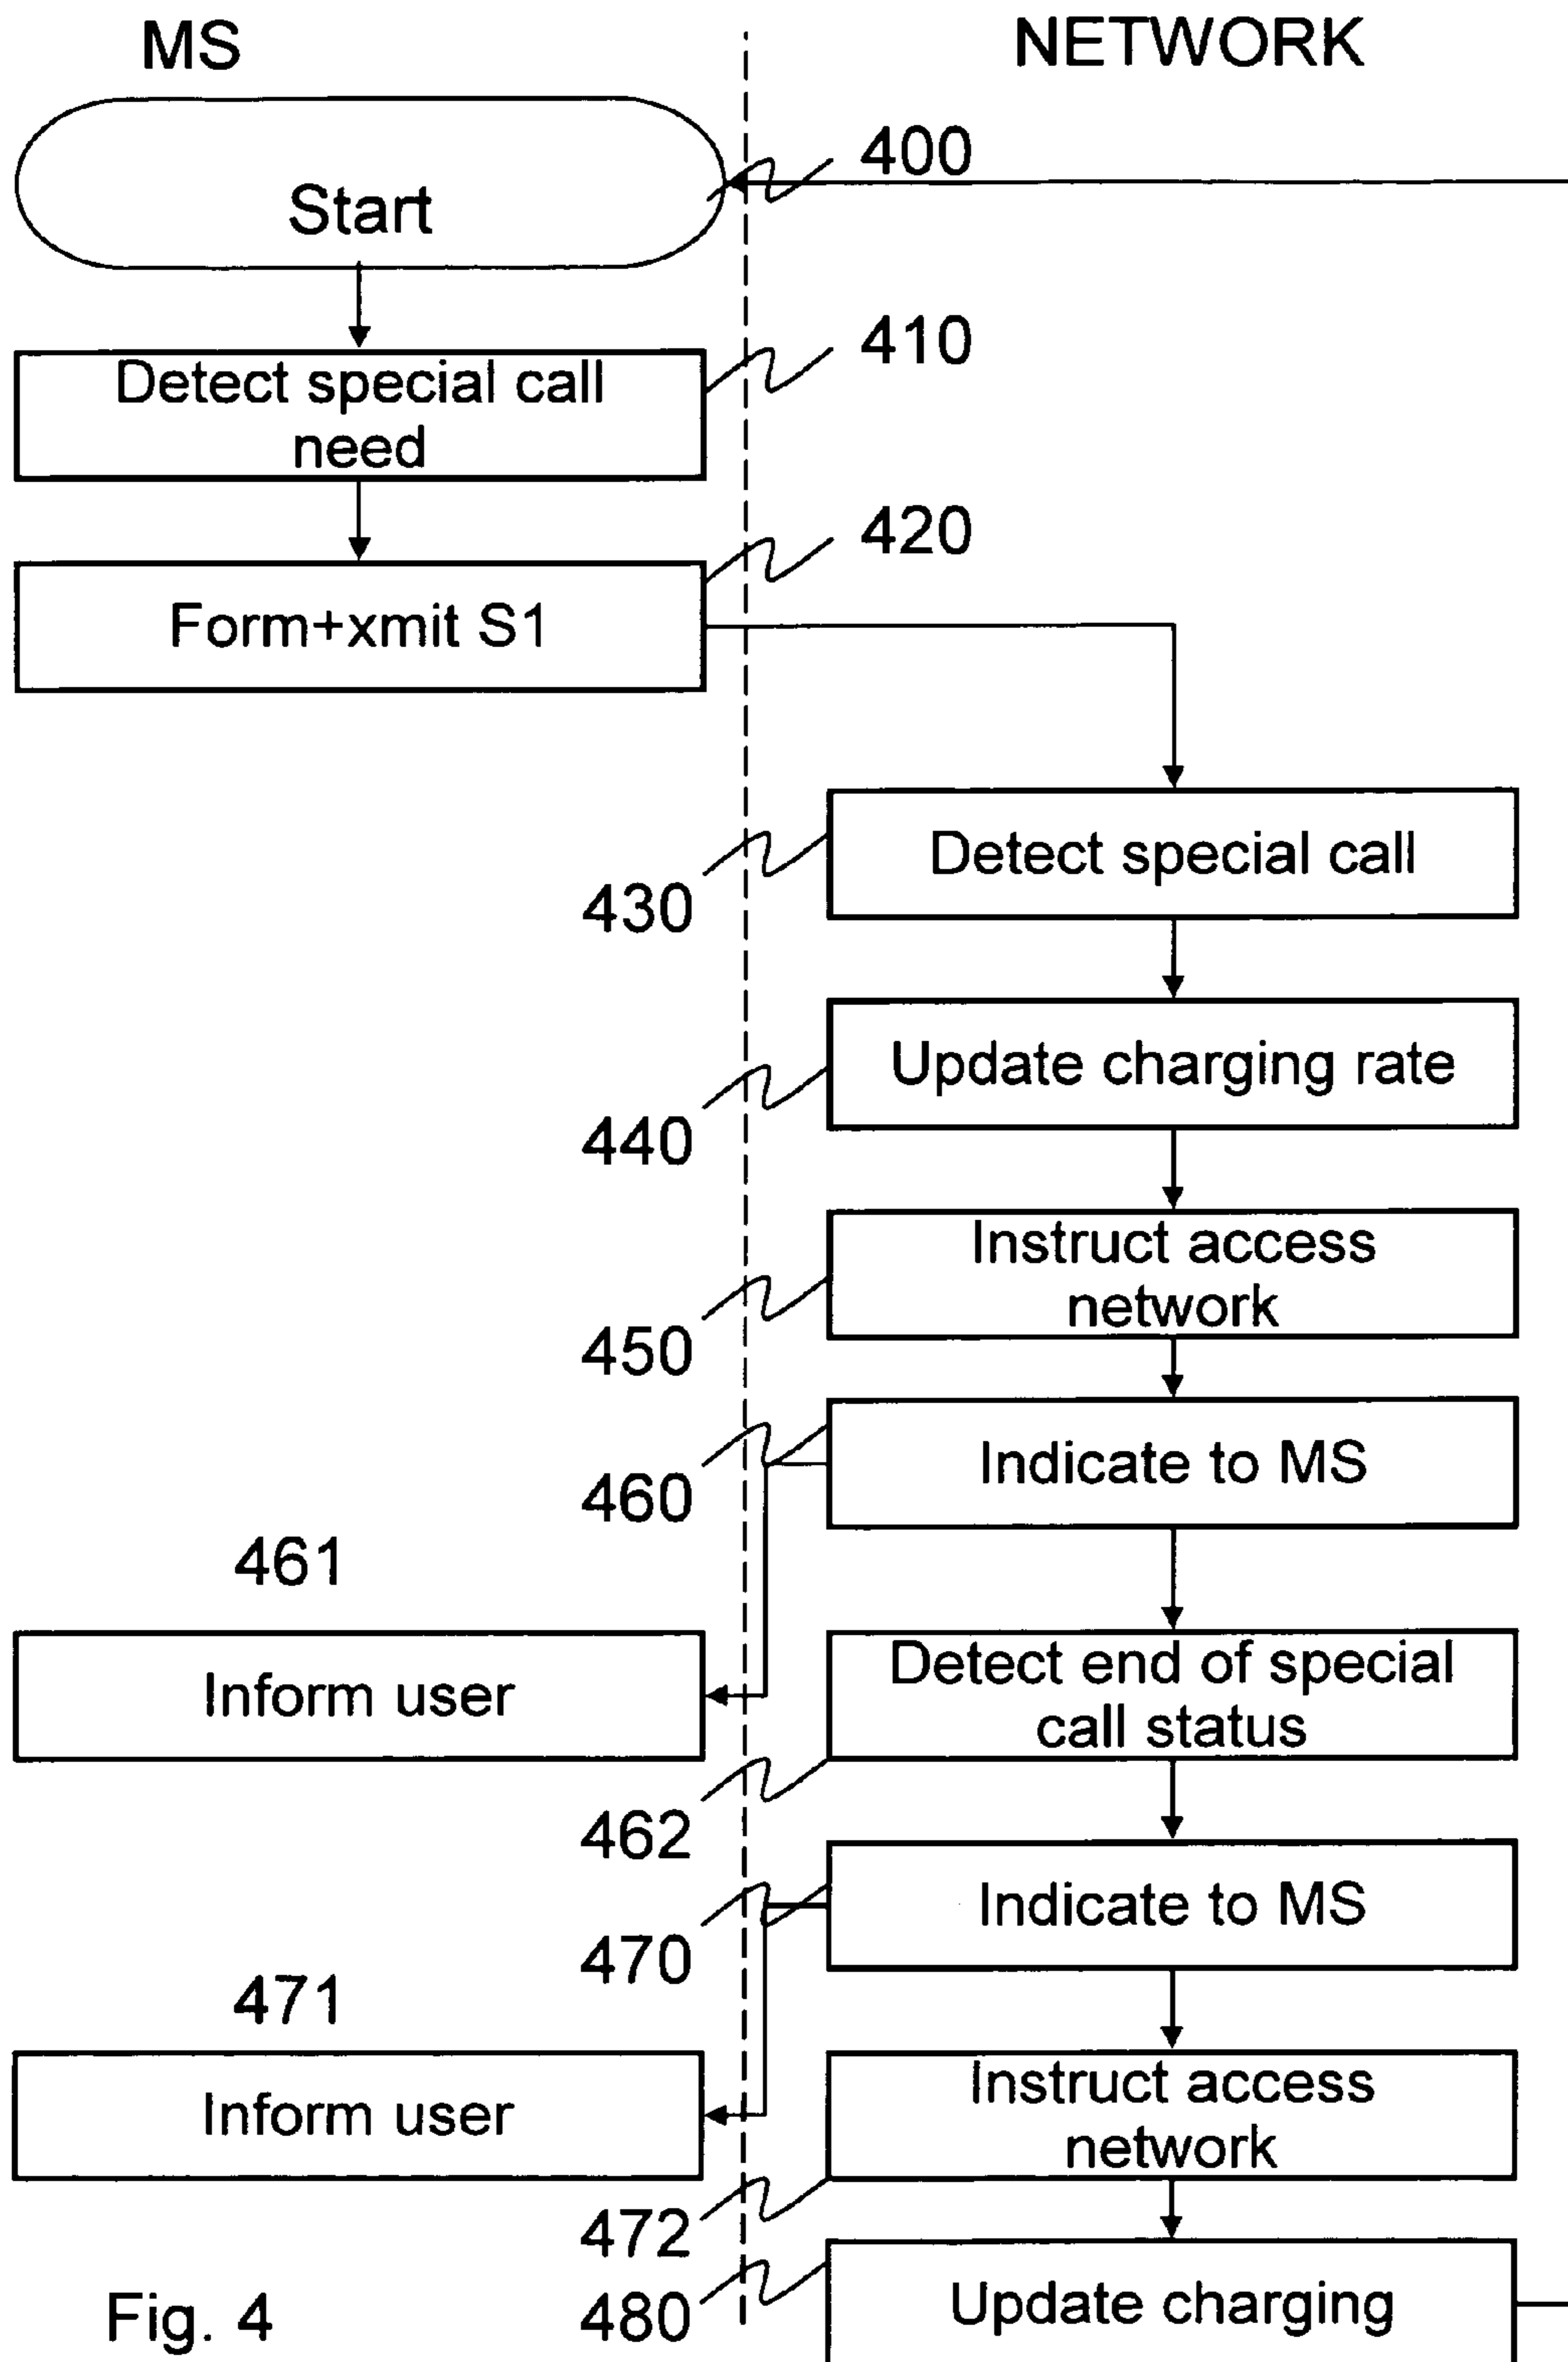 MS
NETWORK
400
Start
410
Detect special call
need
420
Form+xmit S1
Detect special call
430
Update charging rate
440
Instruct access
network
450
Indicate to MS
460
461
Inform user
Detect end of special
call status
462
Indicate to MS
470
471
Inform user
Instruct access
network
472
Update charging
480
Fig. 4